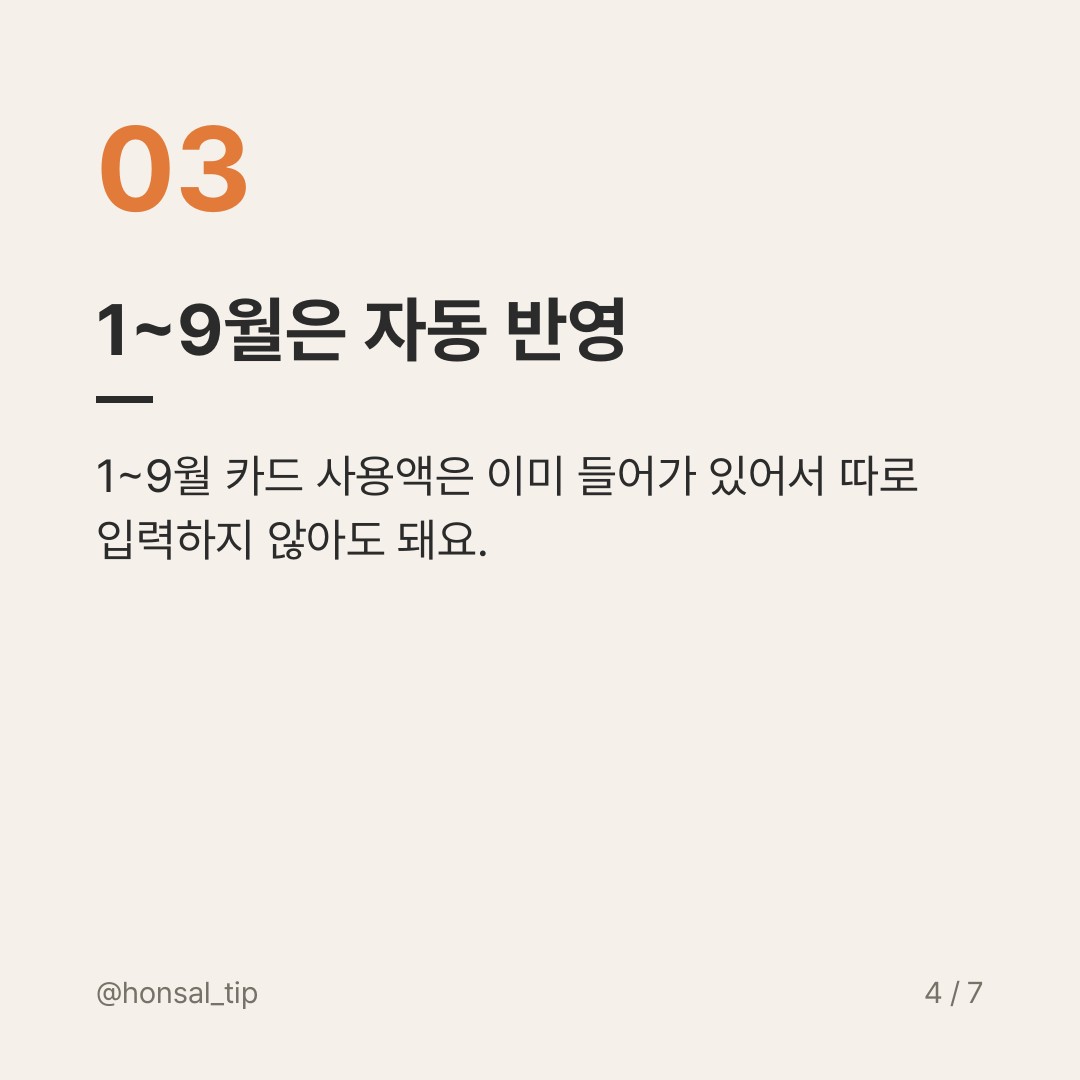 03
1~9월은 자동 반영
1~9월 카드 사용액은 이미 들어가 있어서 따로
입력하지 않아도 돼요.
@honsal_tip
4 / 7